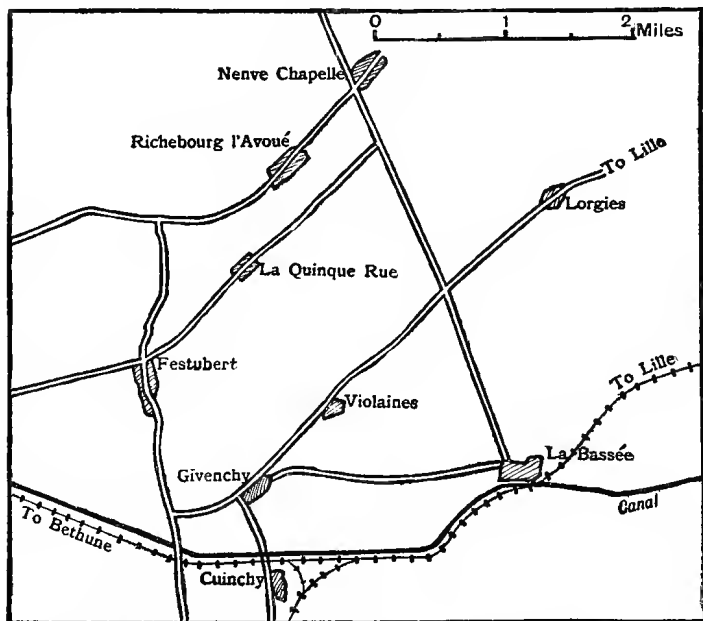 0 1 2 Miles
Nenve Chapelle
Richebourg l'Avoué
To Lille
Lorgies
La Quinque Rue
Festubert
To Lille
Violaines
La Bassée
Givenchy
Canal
To Bethune
Cuinchy